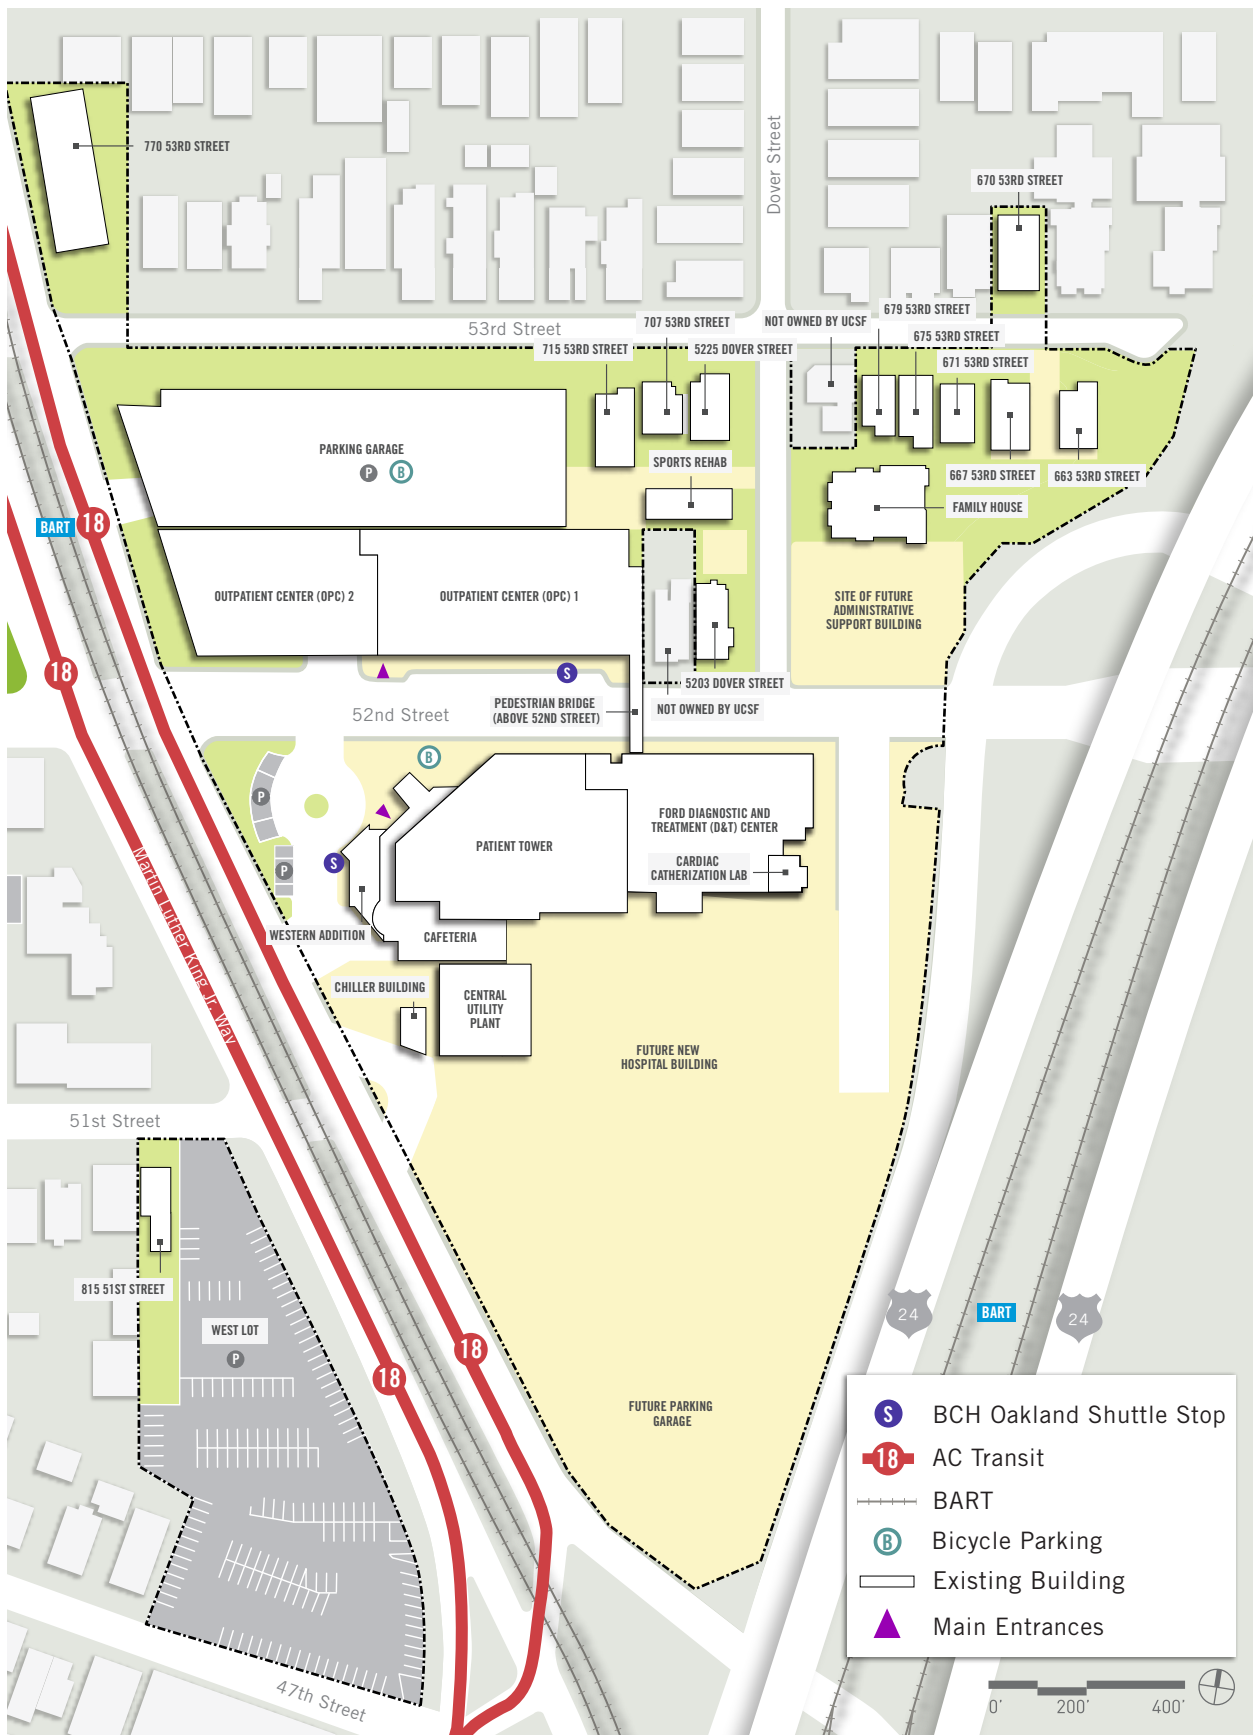 770 53RD STREET
Dover Street
670 53RD STREET
679 53RD STREET
NOT OWNED BY UCSF
707 53RD STREET
53rd Street
675 53RD STREET
715 53RD STREET
5225 DOVER STREET
671 53RD STREET
PARKING GARAGE
P
B
SPORTS REHAB
667 53RD STREET
663 53RD STREET
FAMILY HOUSE
BART
18
OUTPATIENT CENTER (OPC) 2
OUTPATIENT CENTER (OPC) 1
SITE OF FUTURE
ADMINISTRATIVE
SUPPORT BUILDING
18
S
5203 DOVER STREET
PEDESTRIAN BRIDGE
(ABOVE 52ND STREET)
NOT OWNED BY UCSF
52nd Street
B
P
FORD DIAGNOSTIC AND
TREATMENT (D&T) CENTER
PATIENT TOWER
S
P
CARDIAC
CATHERIZATION LAB
WESTERN ADDITION
CAFETERIA
Martin Luther King Jr. Way
CHILLER BUILDING
CENTRAL
UTILITY
PLANT
FUTURE NEW
HOSPITAL BUILDING
51st Street
815 51ST STREET
WEST LOT
P
18
18
24
BART
24
FUTURE PARKING
GARAGE
47th Street
S BCH Oakland Shuttle Stop
18 AC Transit
BART
B Bicycle Parking
Existing Building
Main Entrances
0' 200' 400'